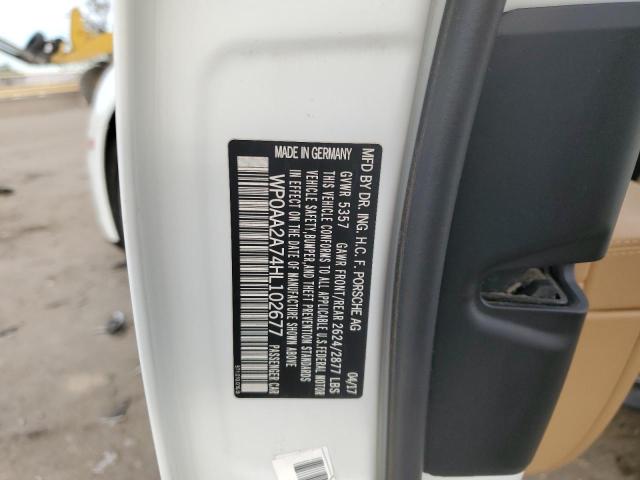 MFD BY DR. ING. H.C. F. PORSCHE AG
04/17
GVWR 5357 GAWR FRONT/REAR 2624/2877 LBS
THIS VEHICLE CONFORMS TO ALL APPLICABLE U.S. FEDERAL MOTOR
VEHICLE SAFETY, BUMPER, AND THEFT PREVENTION STANDARDS
IN EFFECT ON THE DATE OF MANUFACTURE SHOWN ABOVE
WP0AA2A74HL102677
PASSENGER CAR
MADE IN GERMANY